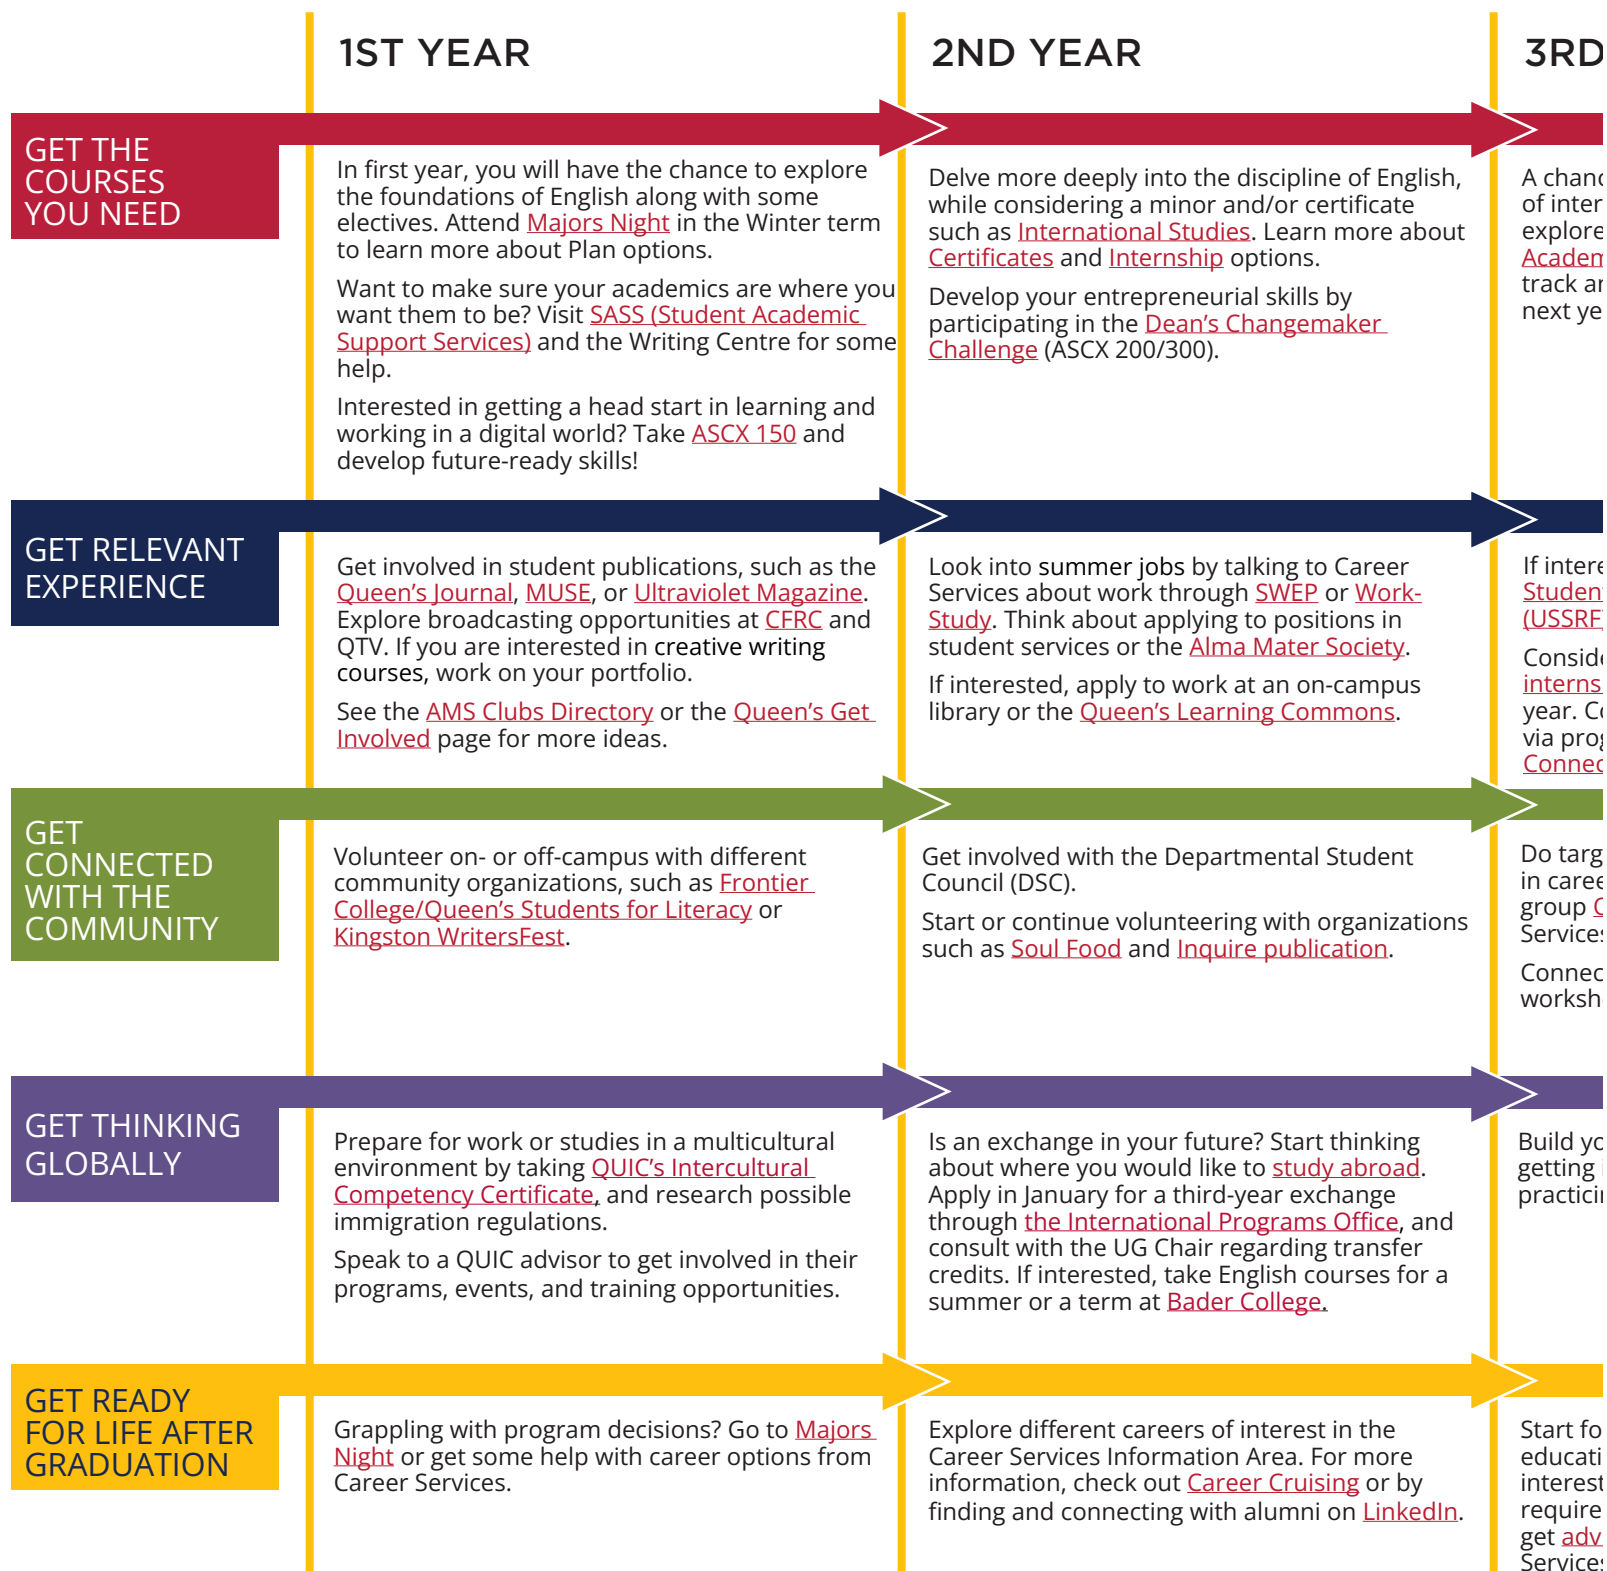 1ST YEAR
2ND YEAR
3RD
GET THE
COURSES
YOU NEED
In first year, you will have the chance to explore
the foundations of English along with some
electives. Attend Majors Night in the Winter term
to learn more about Plan options.
Want to make sure your academics are where you
want them to be? Visit SASS (Student Academic
Support Services) and the Writing Centre for some
help.
Interested in getting a head start in learning and
working in a digital world? Take ASCX 150 and
develop future-ready skills!
Delve more deeply into the discipline of English,
while considering a minor and/or certificate
such as International Studies. Learn more about
Certificates and Internship options.
Develop your entrepreneurial skills by
participating in the Dean’s Changemaker
Challenge (ASCX 200/300).
A
of
explore
track
next
GET RELEVANT
EXPERIENCE
Get involved in student publications, such as the
Queen’s Journal, MUSE, or Ultraviolet Magazine.
Explore broadcasting opportunities at CFRC and
QTV. If you are interested in creative writing
courses, work on your portfolio.
See the AMS Clubs Directory or the Queen’s Get
Involved page for more ideas.
Look into summer jobs by talking to Career
Services about work through SWEP or Work-
Study. Think about applying to positions in
student services or the Alma Mater Society.
If interested, apply to work at an on-campus
library or the Queen’s Learning Commons.
If
(USSRF)
year.
via
GET
CONNECTED
WITH THE
COMMUNITY
Volunteer on- or off-campus with different
community organizations, such as Frontier
College/Queen’s Students for Literacy or
Kingston WritersFest.
Get involved with the Departmental Student
Council (DSC).
Start or continue volunteering with organizations
such as Soul Food and Inquire publication.
Do
in
group
GET THINKING
GLOBALLY
Prepare for work or studies in a multicultural
environment by taking QUIC’s Intercultural
Competency Certificate, and research possible
immigration regulations.
Speak to a QUIC advisor to get involved in their
programs, events, and training opportunities.
Is an exchange in your future? Start thinking
about where you would like to study abroad.
Apply in January for a third-year exchange
through the International Programs Office, and
consult with the UG Chair regarding transfer
credits. If interested, take English courses for a
summer or a term at Bader College.
Build
getting
GET READY
FOR LIFE AFTER
GRADUATION
Grappling with program decisions? Go to Majors
Night or get some help with career options from
Career Services.
Explore different careers of interest in the
Career Services Information Area. For more
information, check out Career Cruising or by
finding and connecting with alumni on LinkedIn.
Start
get